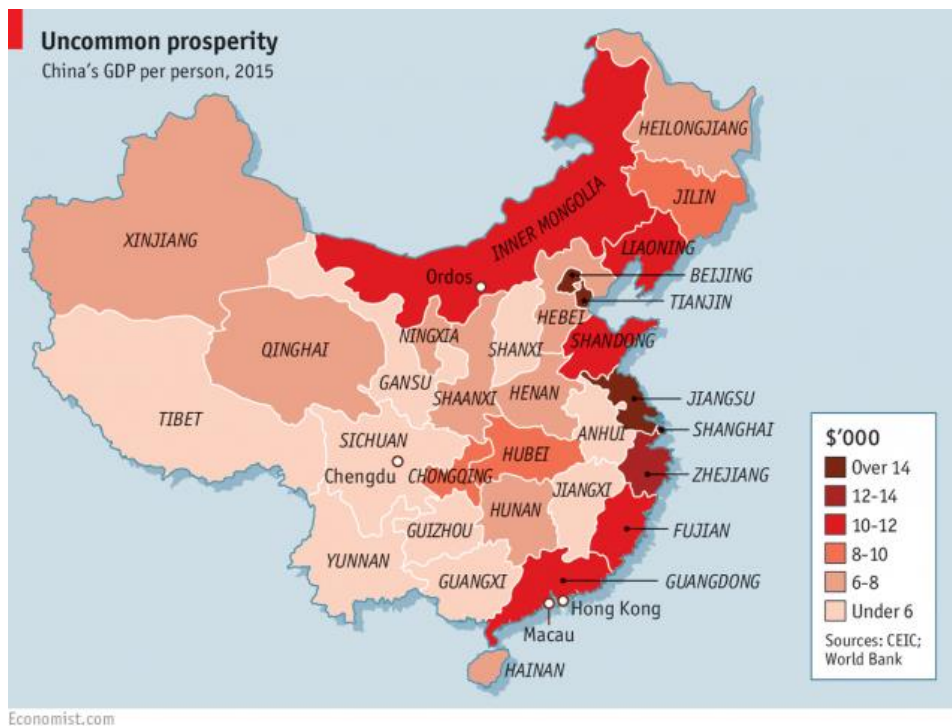 Uncommon prosperity
China's GDP per person, 2015
HEILONGJIANG
JILIN
INNER MONGOLIA
LIAONING
XINJIANG
Ordos
BEIJING
TIANJIN
HEBEI
NINGXIA
SHANXI
SHANDONG
QINGHAI
GANSU
SHAANXI
HENAN
JIANGSU
TIBET
SICHUAN
ANHUI
SHANGHAI
Chengdu
CHONGQING
HUBEI
ZHEJIANG
JIANGXI
HUNAN
GUIZHOU
FUJIAN
YUNNAN
GUANGXI
GUANGDONG
Hong Kong
Macau
HAINAN
$'000
Over 14
12-14
10-12
8-10
6-8
Under 6
Sources: CEIC;
World Bank
Economist.com